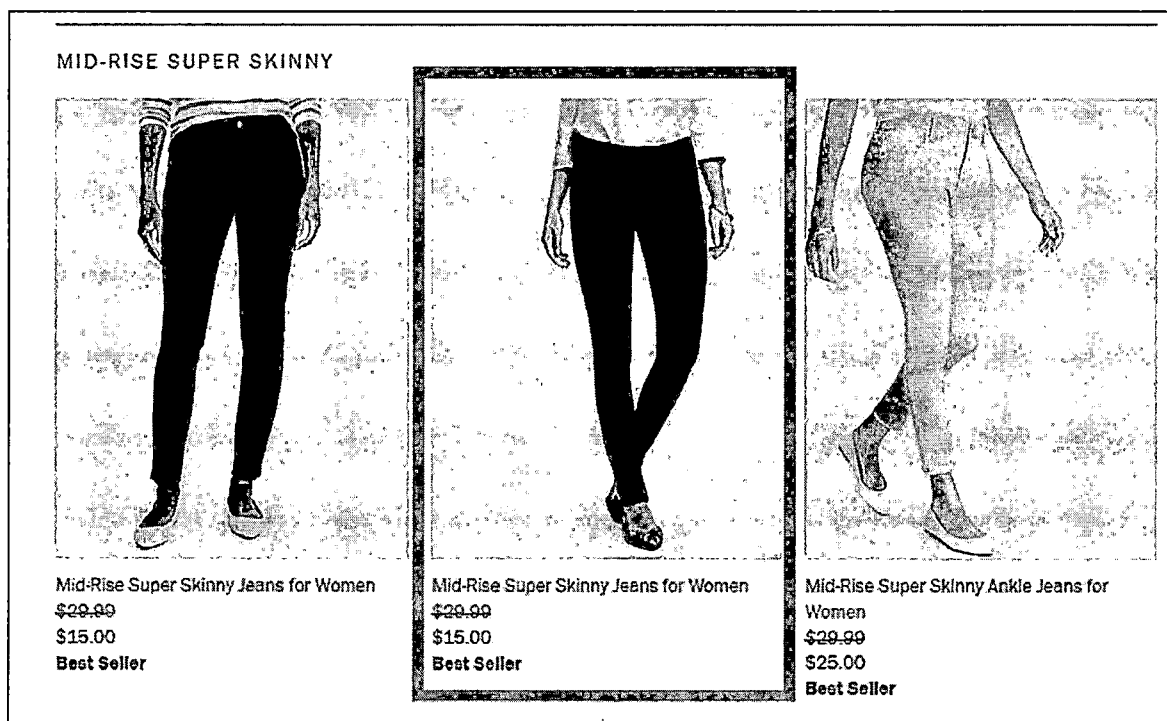 MID-RISE SUPER SKINNY
Mid-Rise Super Skinny Jeans for Women
$29.99
$15.00
Best Seller
Mid-Rise Super Skinny Jeans for Women
$29.99
$15.00
Best Seller
Mid-Rise Super Skinny Ankle Jeans for
Women
$29.99
$25.00
Best Seller